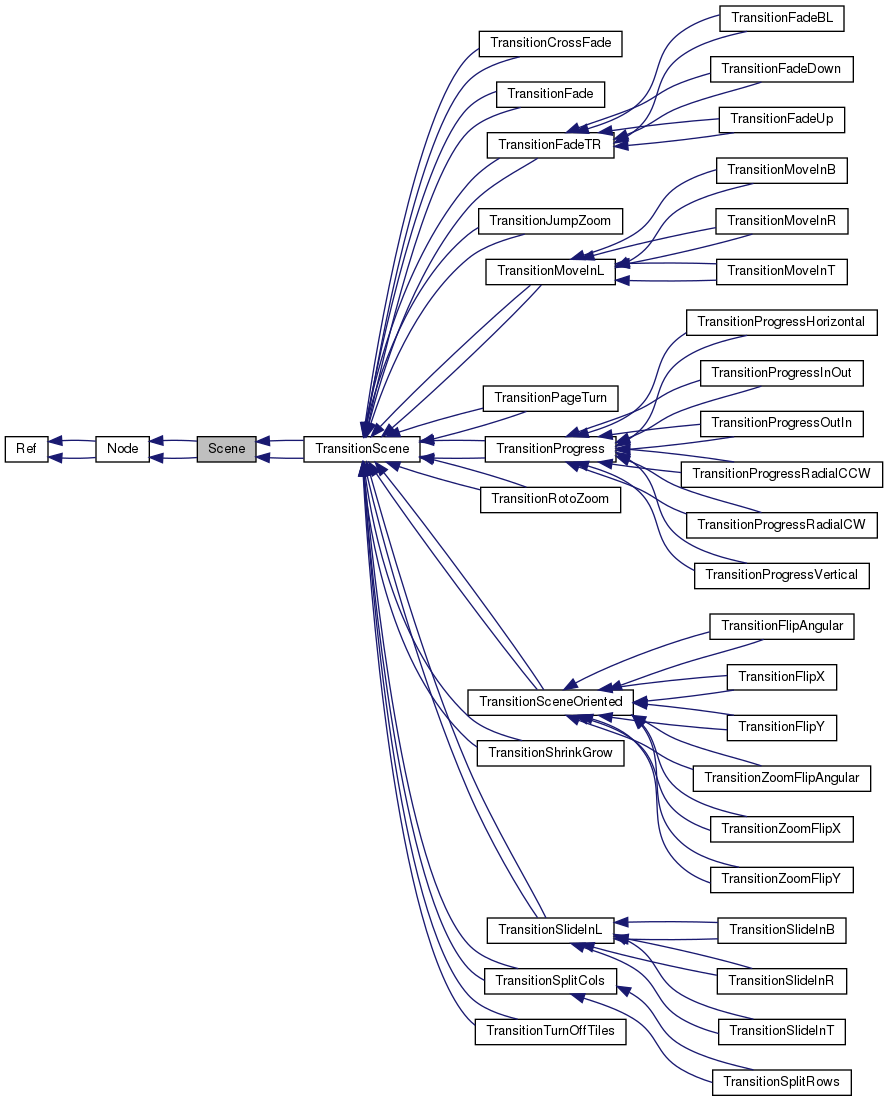 Ref
Node
Scene
TransitionScene
TransitionCrossFade
TransitionFade
TransitionFadeTR
TransitionJumpZoom
TransitionMoveInL
TransitionPageTurn
TransitionProgress
TransitionRotoZoom
TransitionSceneOriented
TransitionShrinkGrow
TransitionSlideInL
TransitionSplitCols
TransitionTurnOffTiles
TransitionFadeBL
TransitionFadeDown
TransitionFadeUp
TransitionMoveInB
TransitionMoveInR
TransitionMoveInT
TransitionProgressHorizontal
TransitionProgressInOut
TransitionProgressOutIn
TransitionProgressRadialCCW
TransitionProgressRadialCW
TransitionProgressVertical
TransitionFlipAngular
TransitionFlipX
TransitionFlipY
TransitionZoomFlipAngular
TransitionZoomFlipX
TransitionZoomFlipY
TransitionSlideInB
TransitionSlideInR
TransitionSlideInT
TransitionSplitRows